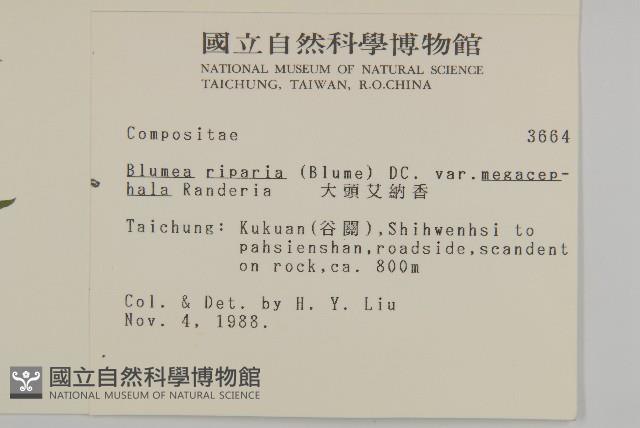 國立自然科學博物館
NATIONAL MUSEUM OF NATURAL SCIENCE
TAICHUNG, TAIWAN, R.O.CHINA
Compositae 3664
Blumea riparia (Blume) DC. var.megacep-
hala Randeria 大頭艾納香
Taichung: Kukuan(谷關),Shihwenhsi to
pahsienshan,roadside,scandent
on rock,ca. 800m
Col. & Det. by H. Y. Liu
Nov. 4, 1988.
國立自然科學博物館
NATIONAL MUSEUM OF NATURAL SCIENCE